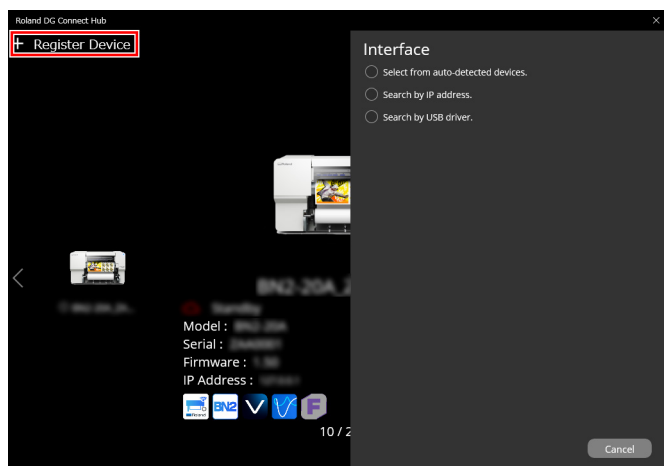 Roland DG Connect Hub
+ Register Device
Interface
Select from auto-detected devices.
Search by IP address.
Search by USB driver.
Model :
Serial :
Firmware :
IP Address :
Roland BN2 V F
10 / 2
Cancel